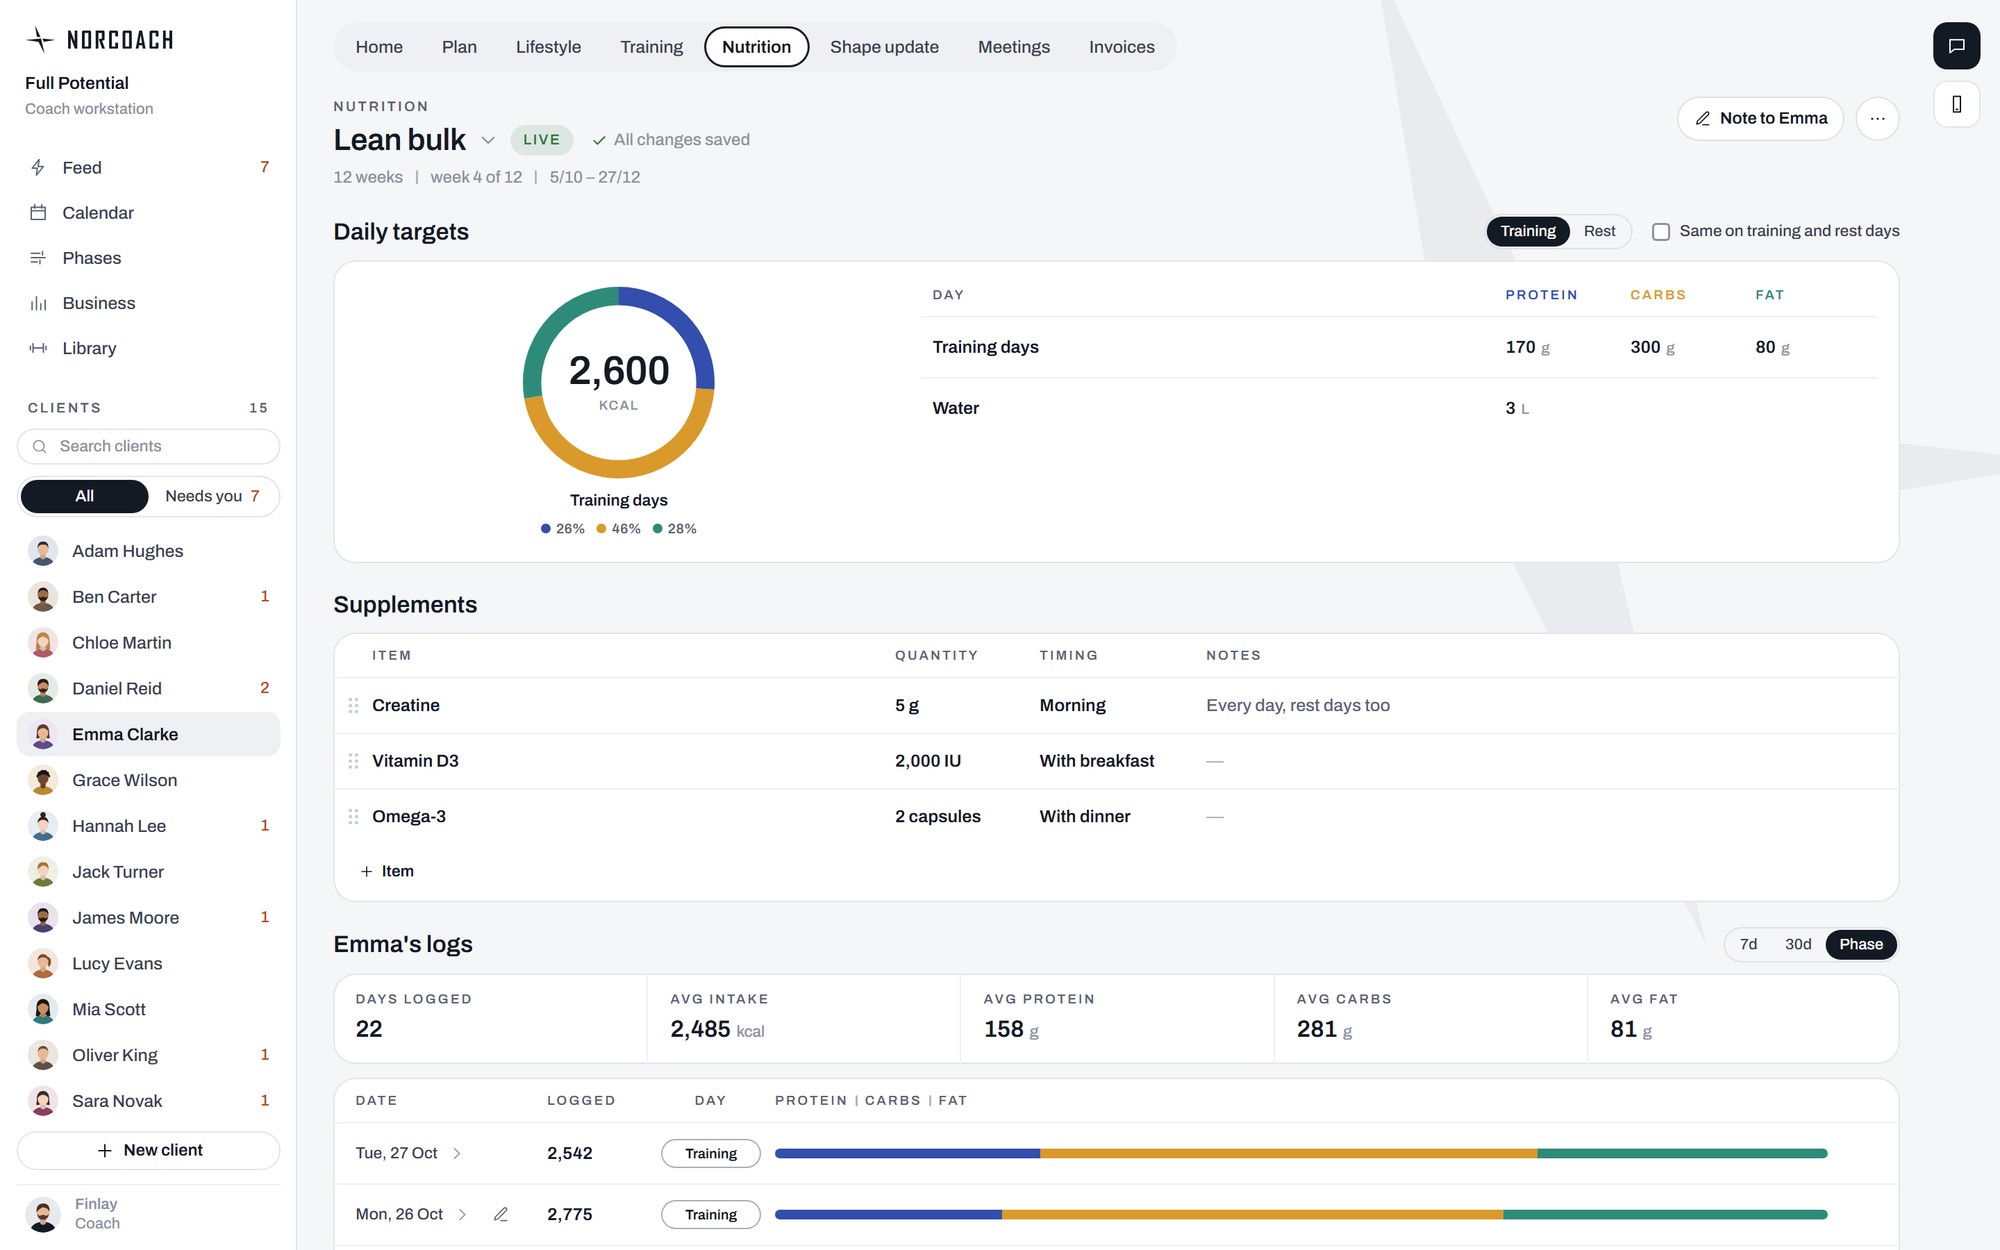 NORCOACH
Full Potential
Coach workstation
Feed 7
Calendar
Phases
Business
Library
CLIENTS 15
Search clients
All Needs you 7
Adam Hughes
Ben Carter 1
Chloe Martin
Daniel Reid 2
Emma Clarke
Grace Wilson
Hannah Lee 1
Jack Turner
James Moore 1
Lucy Evans
Mia Scott
Oliver King 1
Sara Novak 1
+ New client
Finlay
Coach
Home Plan Lifestyle Training Nutrition Shape update Meetings Invoices
NUTRITION
Lean bulk LIVE All changes saved
12 weeks | week 4 of 12 | 5/10 – 27/12
Note to Emma ...
Daily targets
Training Rest Same on training and rest days
2,600
KCAL
Training days
26% 46% 28%
DAY PROTEIN CARBS FAT
Training days 170 g 300 g 80 g
Water 3 L
Supplements
ITEM QUANTITY TIMING NOTES
Creatine 5 g Morning Every day, rest days too
Vitamin D3 2,000 IU With breakfast —
Omega-3 2 capsules With dinner —
+ Item
Emma's logs
7d 30d Phase
DAYS LOGGED AVG INTAKE AVG PROTEIN AVG CARBS AVG FAT
22 2,485 kcal 158 g 281 g 81 g
DATE LOGGED DAY PROTEIN | CARBS | FAT
Tue, 27 Oct 2,542 Training
Mon, 26 Oct 2,775 Training